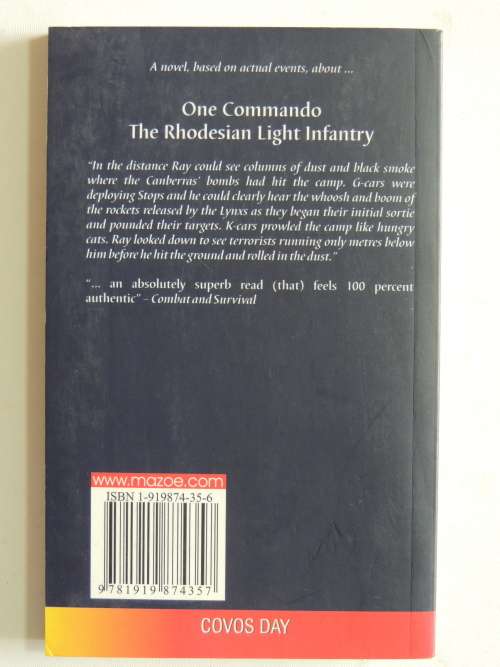 A novel, based on actual events, about ...
One Commando
The Rhodesian Light Infantry
"In the distance Ray could see columns of dust and black smoke
where the Canberras' bombs had hit the camp. G-cars were
deploying Stops and he could clearly hear the whoosh and boom of
the rockets released by the Lynxs as they began their initial sortie
and pounded their targets. K-cars prowled the camp like hungry
cats. Ray looked down to see terrorists running only metres below
him before he hit the ground and rolled in the dust."
"... an absolutely superb read (that) feels 100 percent
authentic" – Combat and Survival
www.mazoe.com
ISBN 1-919874-35-6
9 781919 874357
COVOS DAY